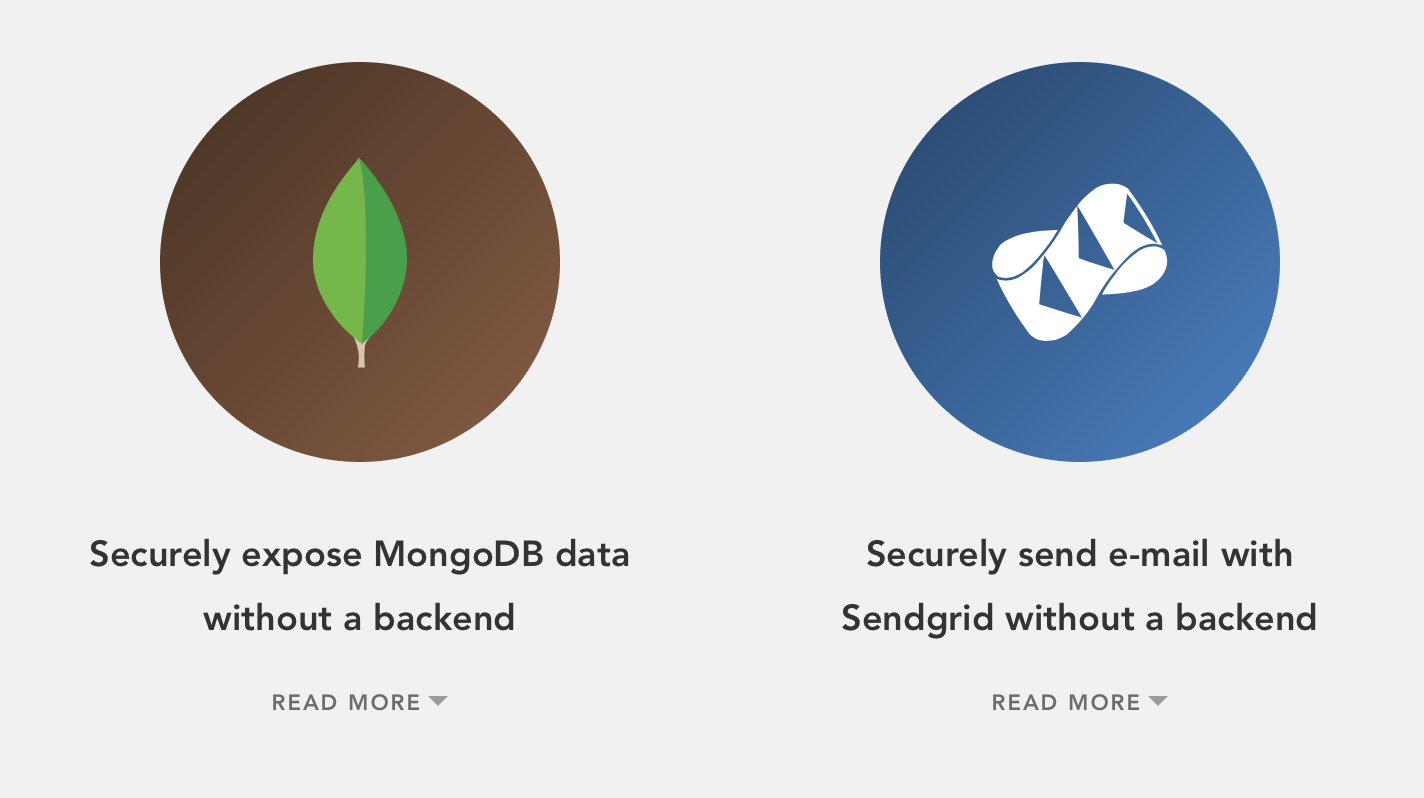 Securely expose MongoDB data
without a backend
READ MORE
Securely send e-mail with
Sendgrid without a backend
READ MORE